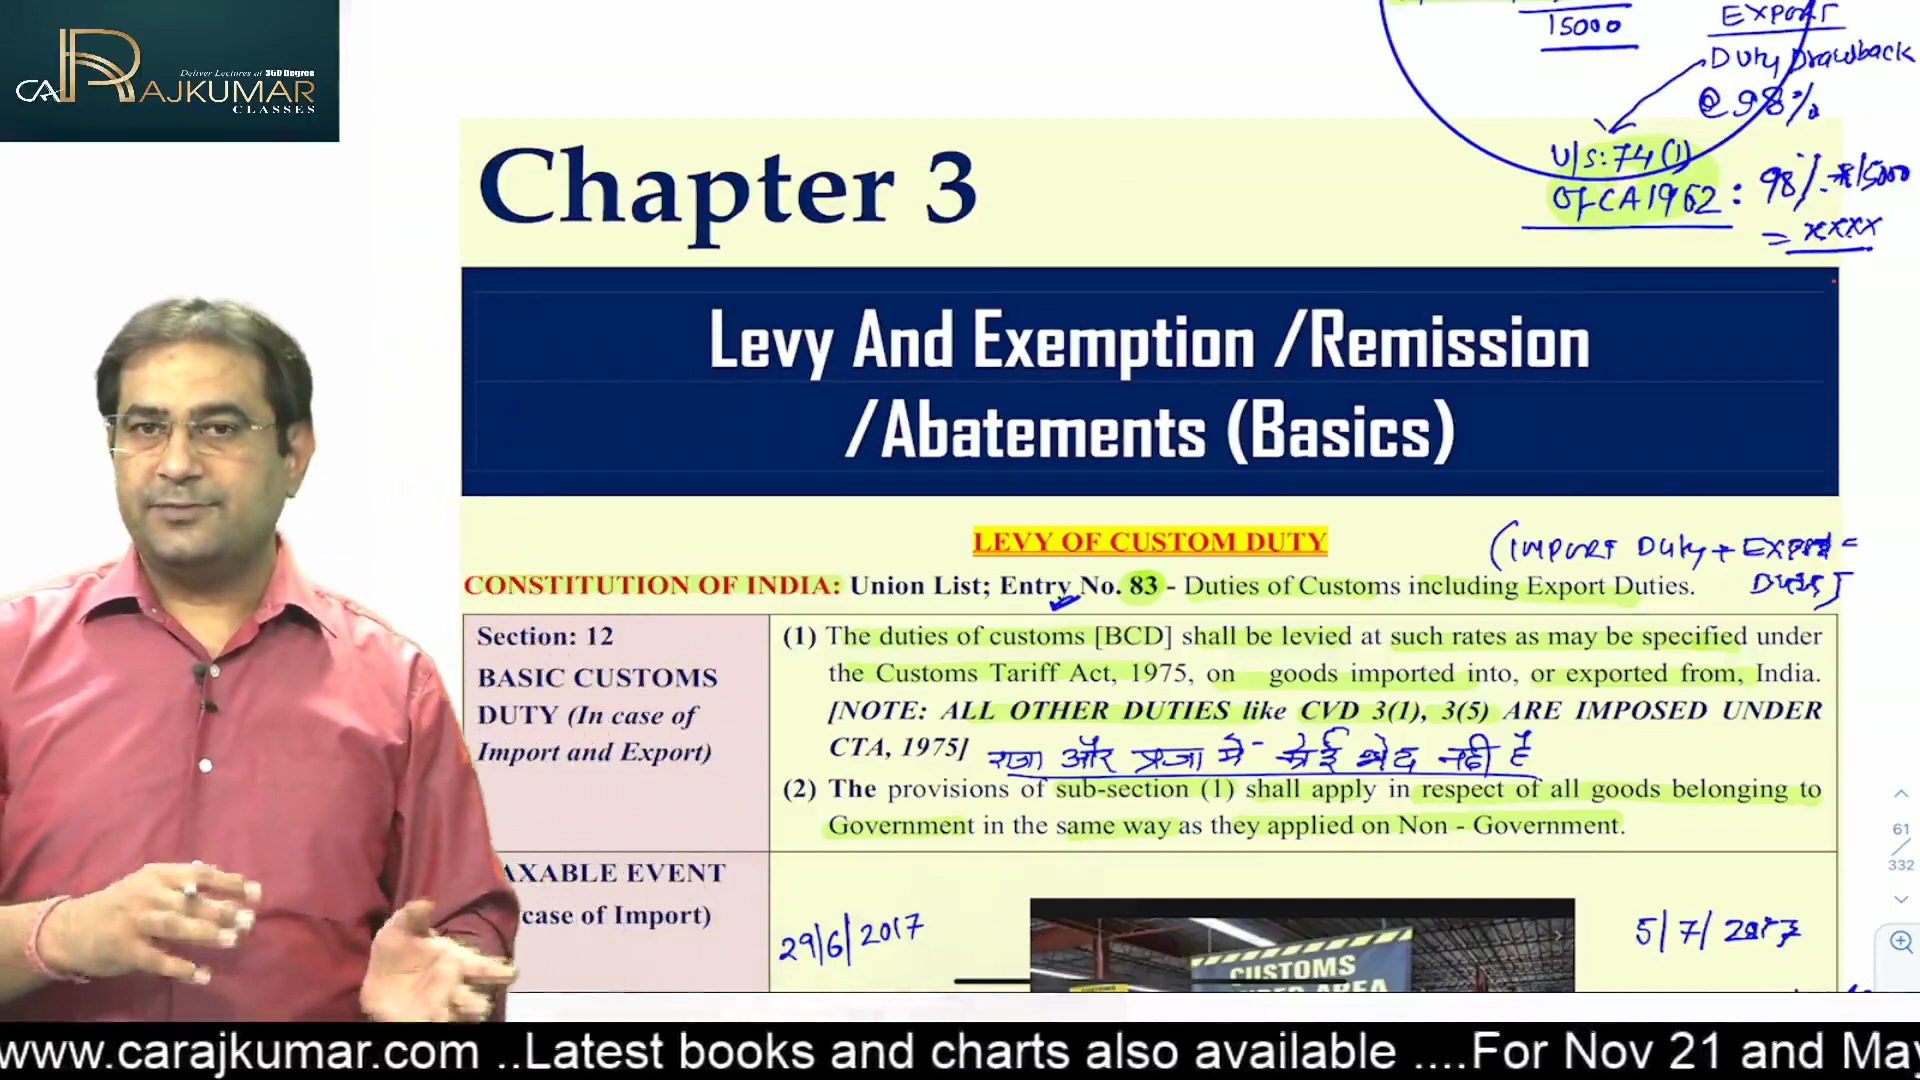 Deliver Lectures at 360 Degree
CA RAJKUMAR
CLASSES
15000
EXPORT
Duty Drawback
@ 98%
U/s: 74 (1)
Of CA 1962 : 98% * 15000
= xxxx
Chapter 3
Levy And Exemption /Remission
/Abatements (Basics)
LEVY OF CUSTOM DUTY
(IMPORT Duty + Export
Duty)
CONSTITUTION OF INDIA: Union List; Entry No. 83 - Duties of Customs including Export Duties.
Section: 12
BASIC CUSTOMS
DUTY (In case of
Import and Export)
(1) The duties of customs [BCD] shall be levied at such rates as may be specified under
the Customs Tariff Act, 1975, on goods imported into, or exported from, India.
[NOTE: ALL OTHER DUTIES like CVD 3(1), 3(5) ARE IMPOSED UNDER
CTA, 1975]
राजा और प्रजा में कोई भेद नहीं है
(2) The provisions of sub-section (1) shall apply in respect of all goods belonging to
Government in the same way as they applied on Non - Government.
AXABLE EVENT
case of Import)
29/6/2017
CUSTOMS
AREA
5/7/2017
61
332
www.carajkumar.com ..Latest books and charts also available ....For Nov 21 and May